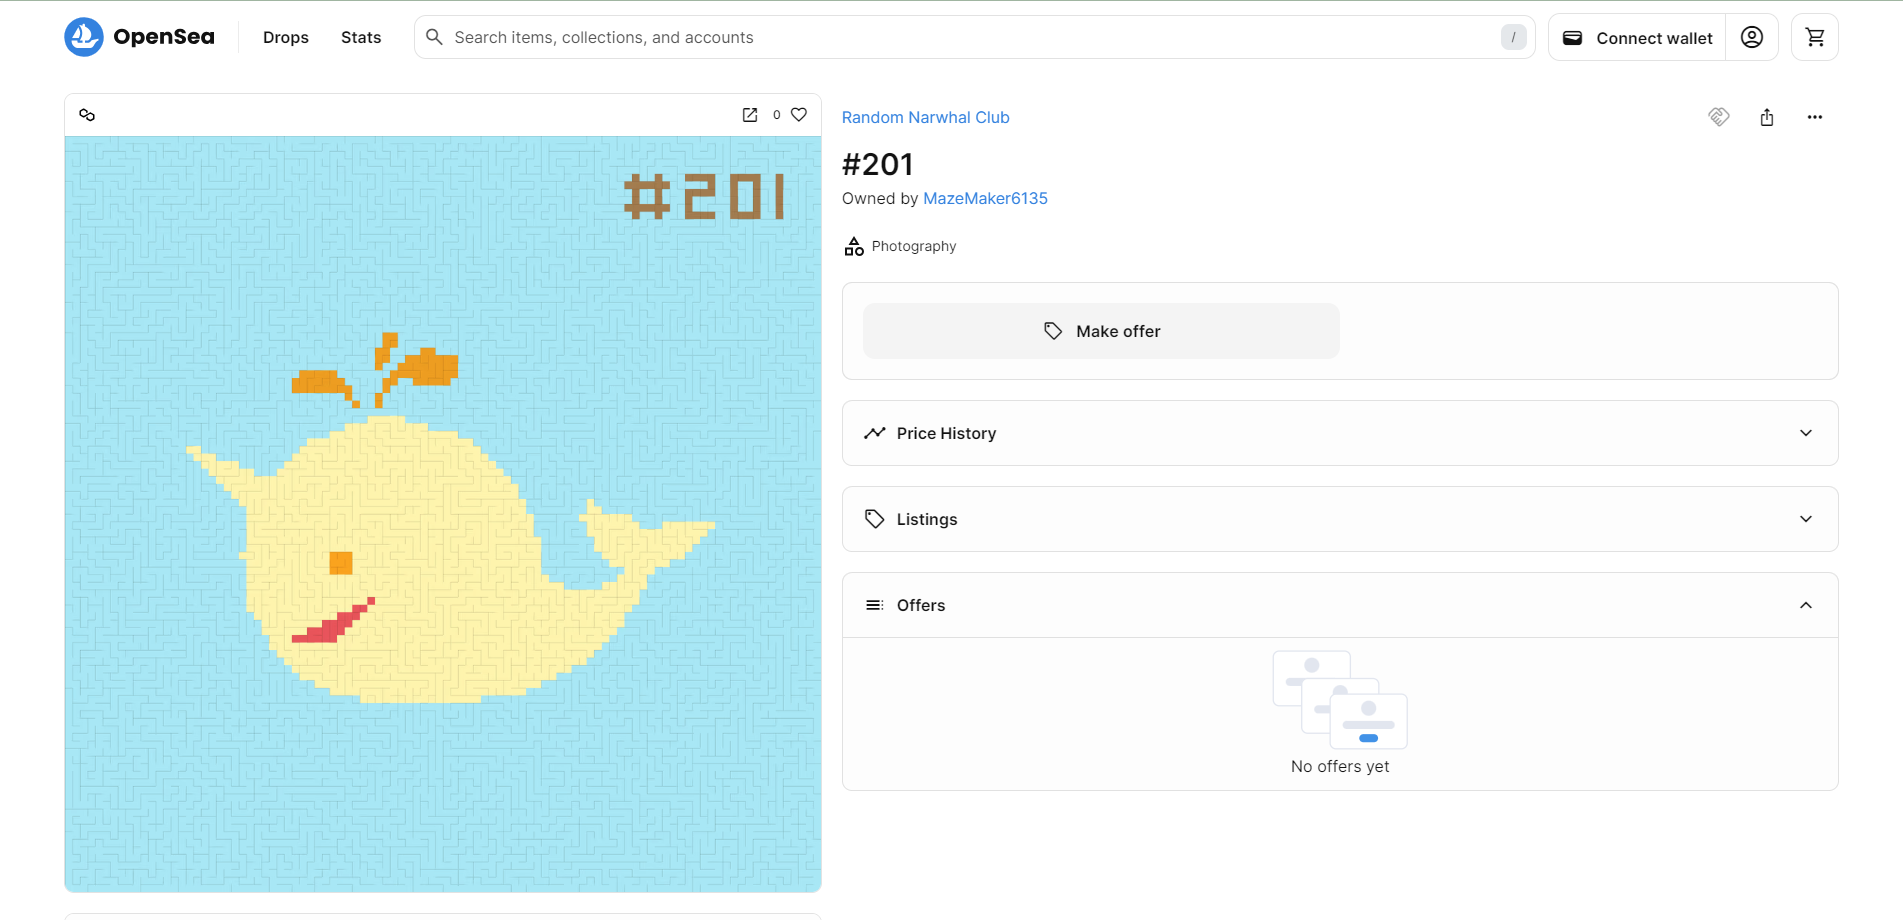 OpenSea
Drops
Stats
Search items, collections, and accounts
/
Connect wallet
0
#201
Random Narwhal Club
#201
Owned by MazeMaker6135
Photography
Make offer
Price History
Listings
Offers
No offers yet